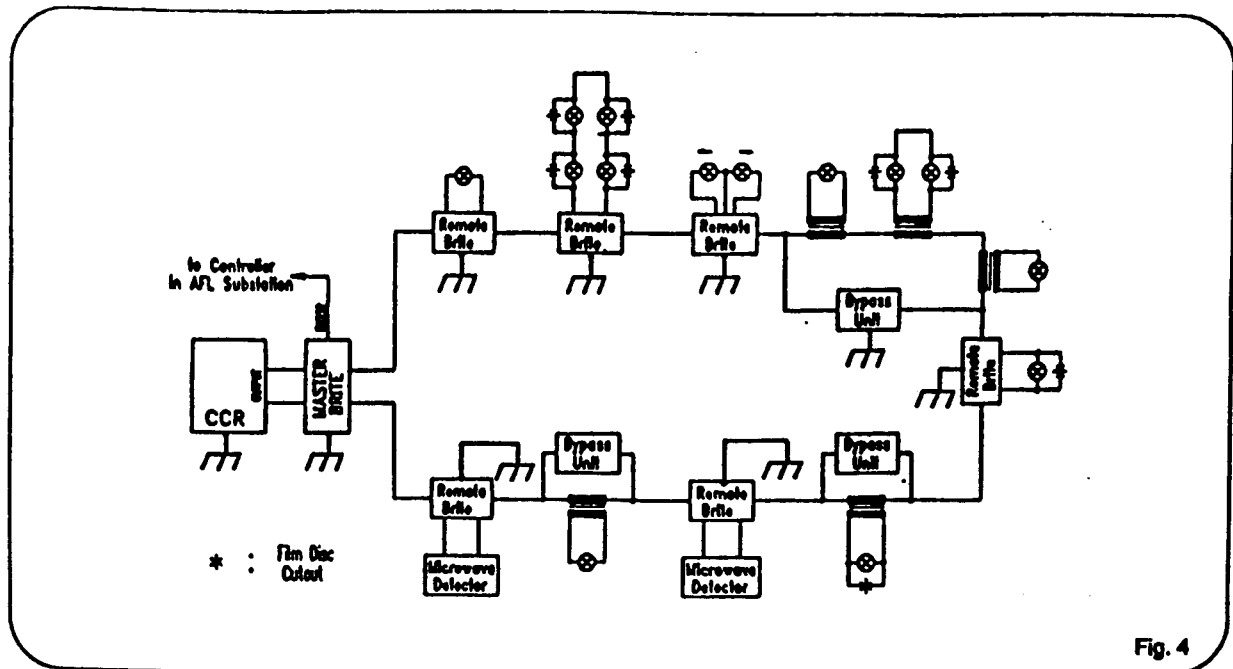 Remote
Brite
Remote
Brite
Remote
Brite
to Controller
In AFL Substation
Bypass
Unit
OUTPUT
CCR
MASTER
BRITE
Remote
Brite
Bypass
Unit
Bypass
Unit
Remote
Brite
Remote
Brite
* : Film Disc
Cutout
Microwave
Detector
Microwave
Detector
Fig. 4